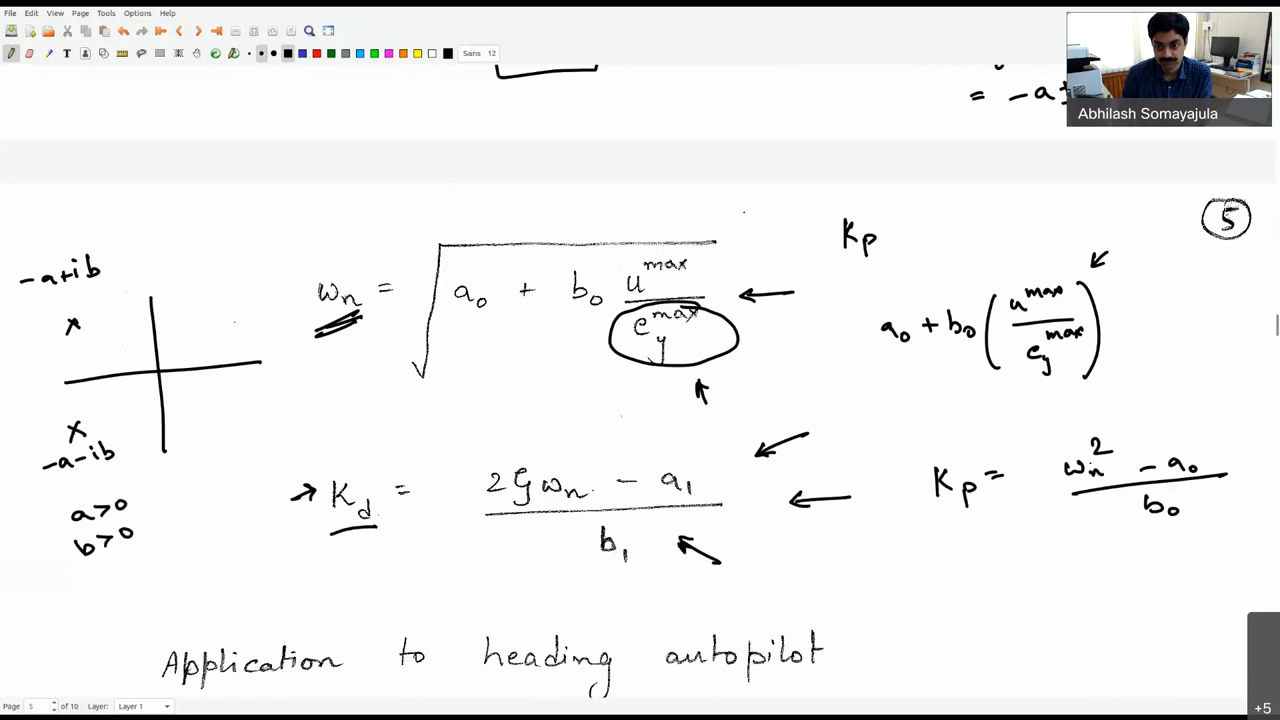 File Edit View Page Tools Options Help
Sans 12
Abhilash Somayajula
= -a ±
5
-a+ib
ωn = √ a0 + b0 u^max / e_y^max
Kp
a0 + b0 ( u^max / e_y^max )
-a-ib
a>0
b>0
→ Kd = 2ζωn - a1 / b1
Kp = ωn² - a0 / b0
Application to heading autopilot
Page 5 of 10 Layer: Layer 1
+5